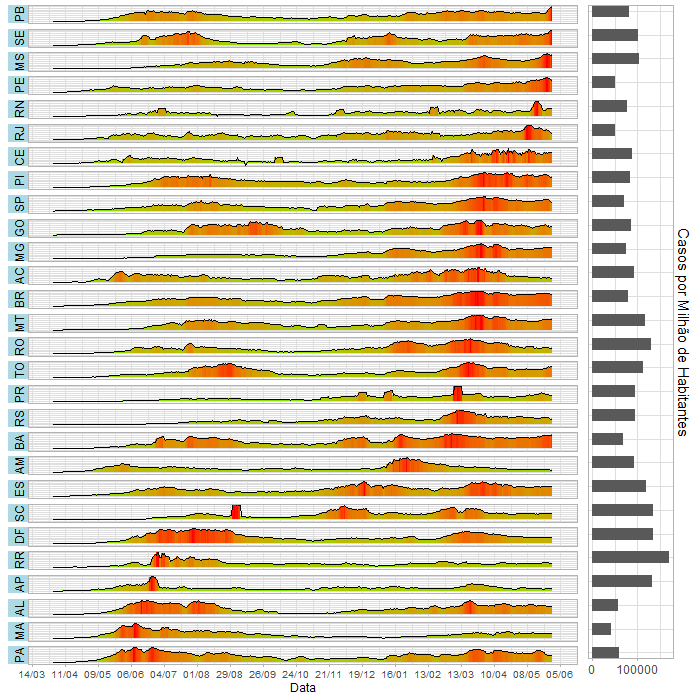 PB
SE
MS
PE
RN
RJ
CE
PI
SP
GO
MG
AC
BR
MT
RO
TO
PR
RS
BA
AM
ES
SC
DF
RR
AP
AL
MA
PA
14/03 11/04 09/05 06/06 04/07 01/08 29/08 26/09 24/10 21/11 19/12 16/01 13/02 13/03 10/04 08/05 05/06
Data
0 100000
Casos por Milhão de Habitantes